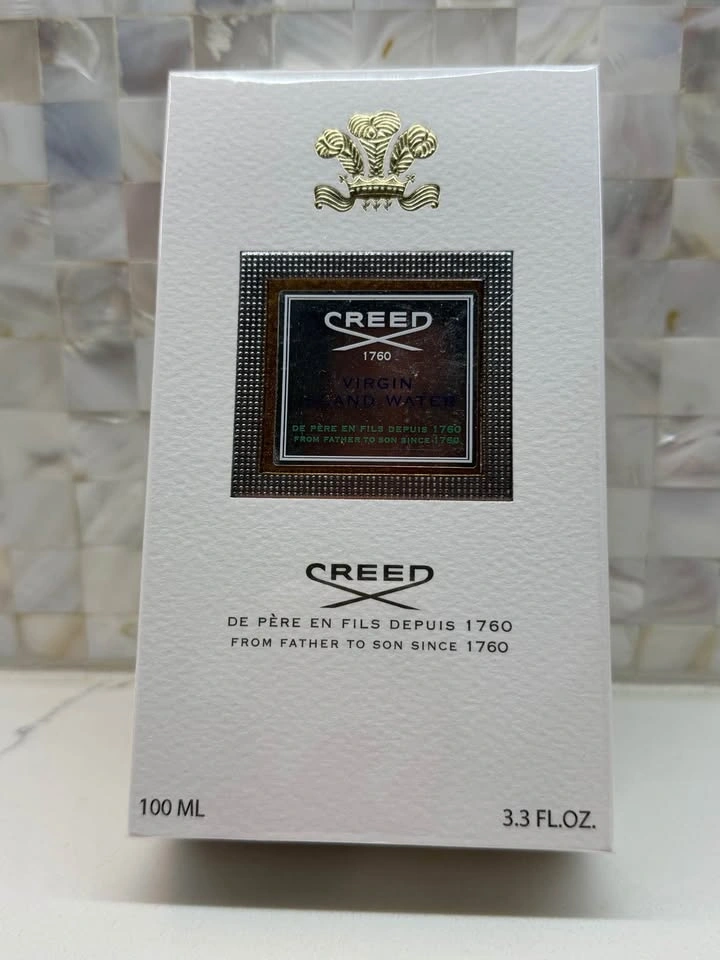 CREED
1760
VIRGIN
ISLAND WATER
DE PÈRE EN FILS DEPUIS 1760
FROM FATHER TO SON SINCE 1760
CREED
DE PÈRE EN FILS DEPUIS 1760
FROM FATHER TO SON SINCE 1760
100 ML
3.3 FL.OZ.